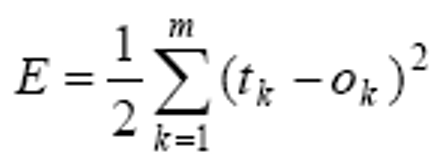 E = \frac{1}{2} \sum_{k=1}^{m} (t_k - o_k)^2